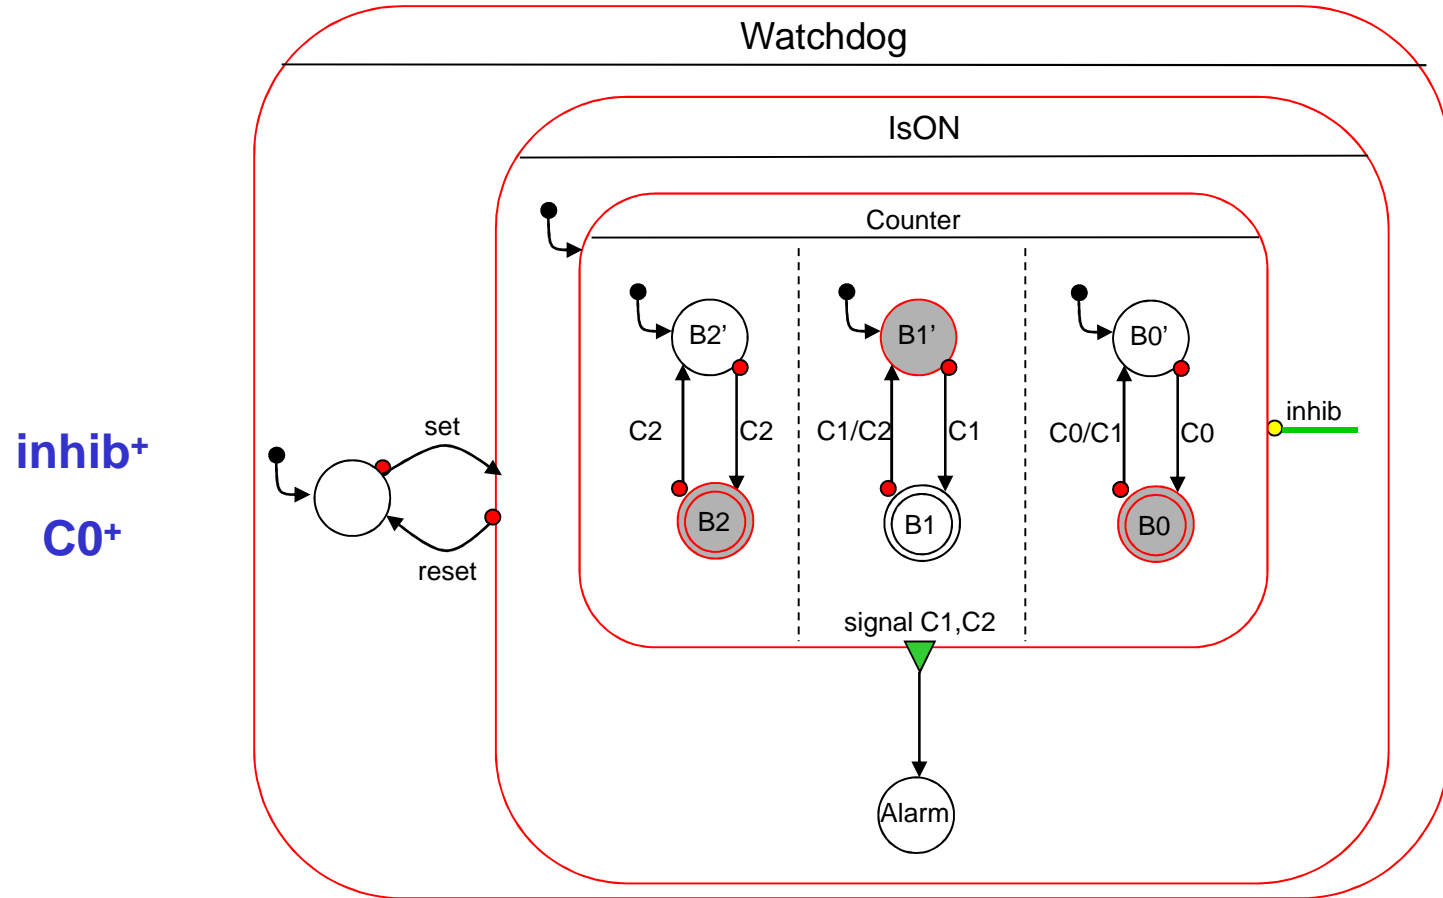 Watchdog
IsON
Counter
B2’
B1’
B0’
inhib
set
C2
C2
C1/C2
C1
C0/C1
C0
inhib⁺
C0⁺
B2
B1
B0
reset
signal C1,C2
Alarm